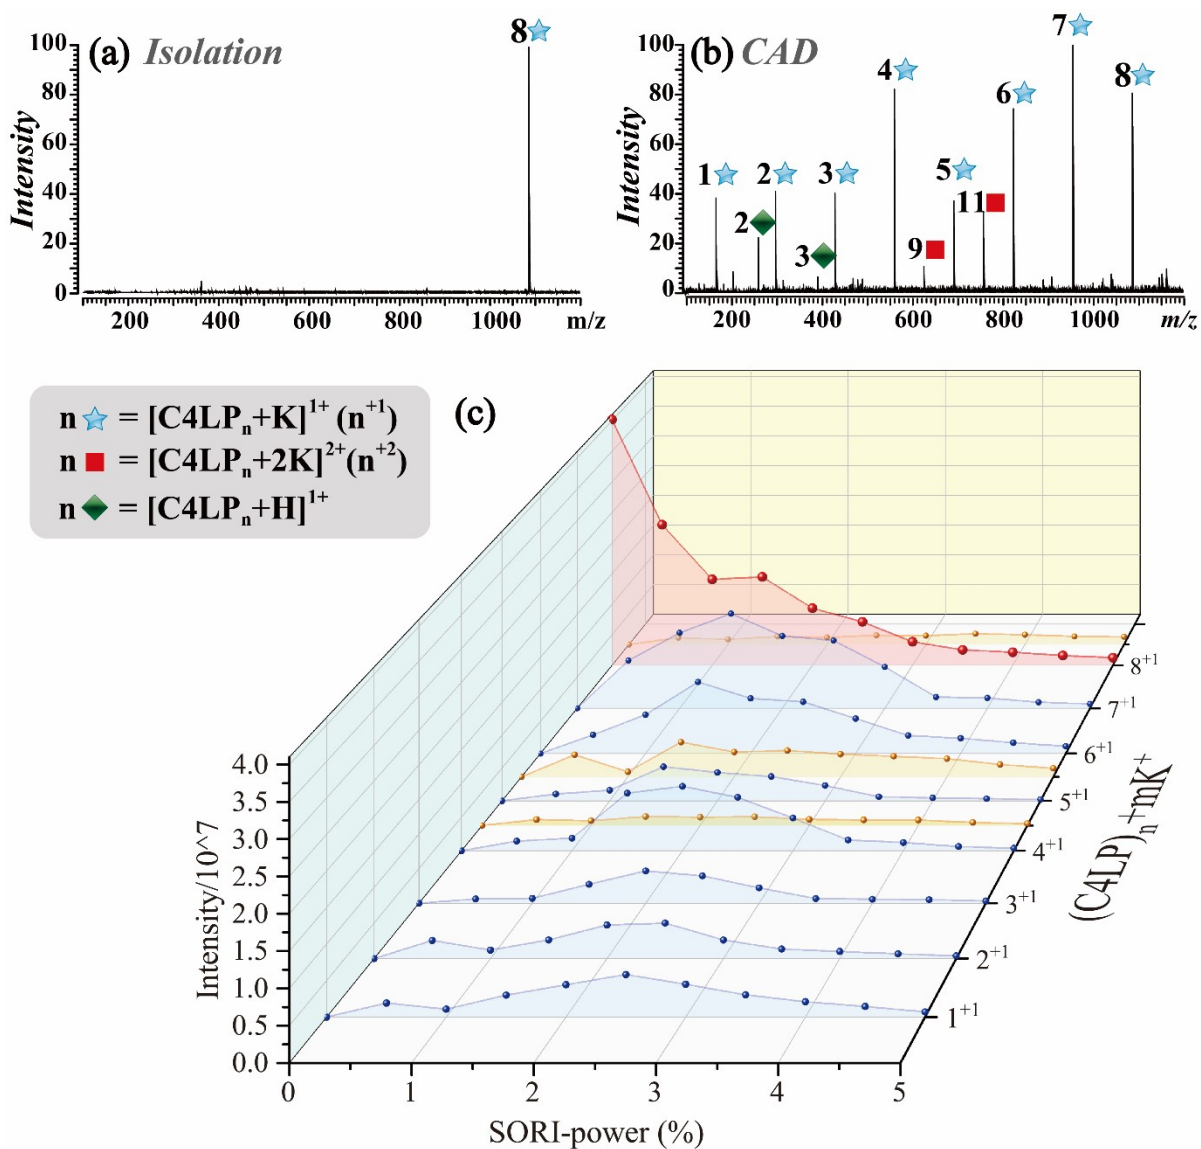 (a) Isolation
8
100
80
60
40
20
0
Intensity
200 400 600 800 1000 m/z
(b) CAD
1 2 2 3 3 4 9 5 11 6 7 8
100
80
60
40
20
0
Intensity
200 400 600 800 1000 m/z
n = [C4LPₙ+K]¹⁺ (n⁺¹)
n = [C4LPₙ+2K]²⁺(n⁺²)
n = [C4LPₙ+H]¹⁺
(c)
4.0
3.5
3.0
2.5
2.0
1.5
1.0
0.5
0.0
Intensity/10^7
0 1 2 3 4 5
SORI-power (%)
8⁺¹
7⁺¹
6⁺¹
5⁺¹
4⁺¹
3⁺¹
2⁺¹
1⁺¹
(C4LP)ₙ+mK⁺